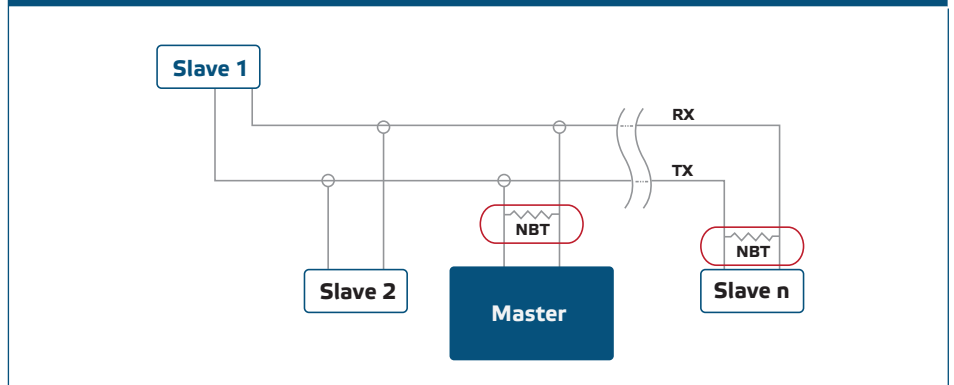 Slave 1
RX
TX
NBT
NBT
Slave 2
Master
Slave n